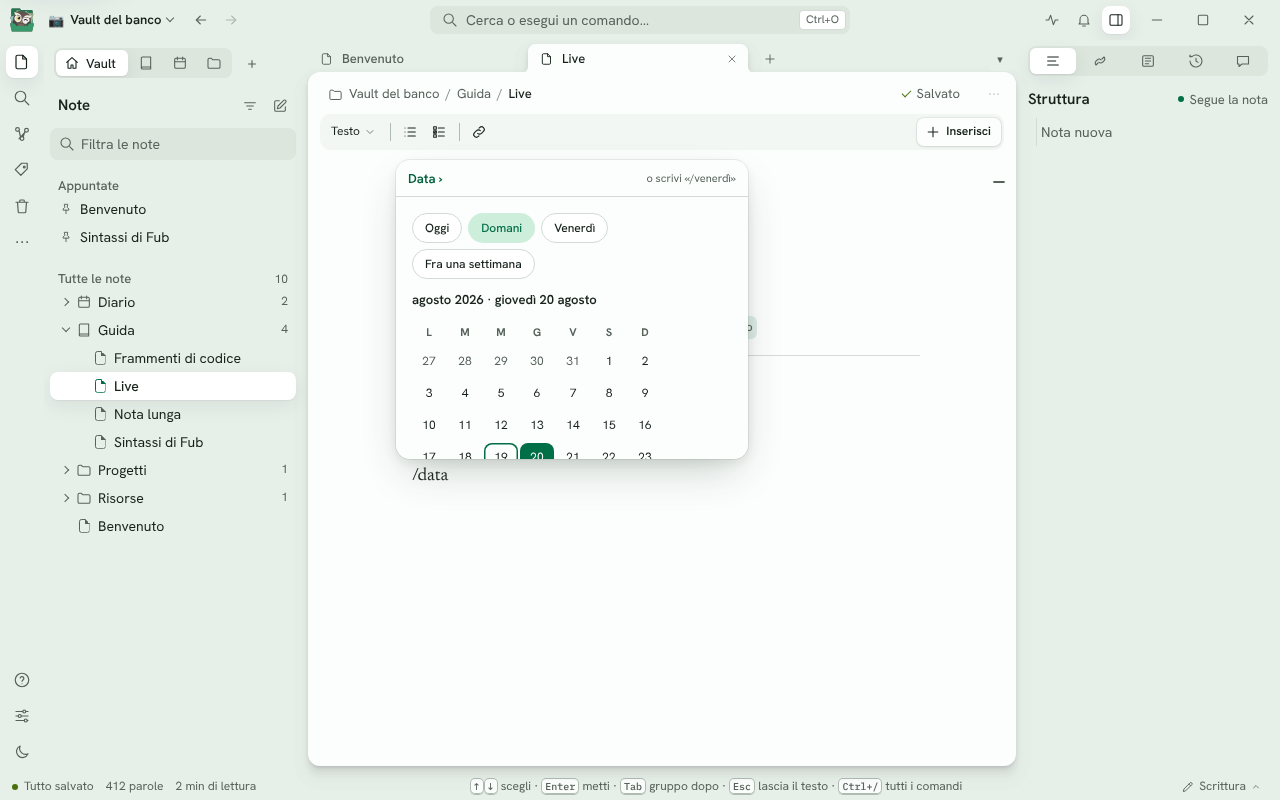 Vault del banco
Cerca o esegui un comando…
Ctrl+O
Vault
Benvenuto
Live
Note
Filtra le note
Appuntate
Benvenuto
Sintassi di Fub
Tutte le note 10
Diario 2
Guida 4
Frammenti di codice
Live
Nota lunga
Sintassi di Fub
Progetti 1
Risorse 1
Benvenuto
Vault del banco / Guida / Live
Salvato
Testo
Inserisci
Data ›
o scrivi «/venerdì»
Oggi
Domani
Venerdì
Fra una settimana
agosto 2026 · giovedì 20 agosto
L M M G V S D
27 28 29 30 31 1 2
3 4 5 6 7 8 9
10 11 12 13 14 15 16
17 18 19 20 21 22 23
/data
Struttura
Segue la nota
Nota nuova
Tutto salvato 412 parole 2 min di lettura
↑ ↓ scegli · Enter metti · Tab gruppo dopo · Esc lascia il testo · Ctrl+/ tutti i comandi
Scrittura